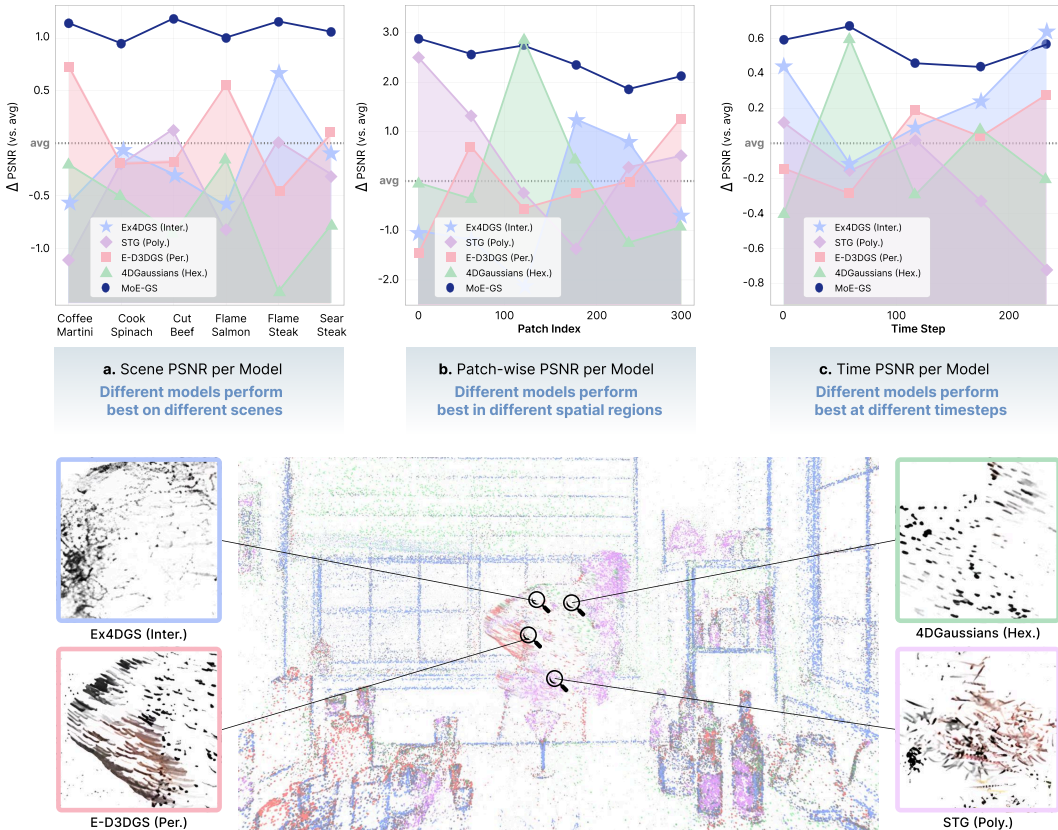 Δ PSNR (vs. avg)
1.0
0.5
avg
-0.5
-1.0
Ex4DGS (Inter.)
STG (Poly.)
E-D3DGS (Per.)
4DGaussians (Hex.)
MoE-GS
Coffee Martini
Cook Spinach
Cut Beef
Flame Salmon
Flame Steak
Sear Steak
Δ PSNR (vs. avg)
3.0
2.0
1.0
avg
-1.0
-2.0
Ex4DGS (Inter.)
STG (Poly.)
E-D3DGS (Per.)
4DGaussians (Hex.)
MoE-GS
0
100
200
300
Patch Index
Δ PSNR (vs. avg)
0.6
0.4
0.2
avg
-0.2
-0.4
-0.6
-0.8
Ex4DGS (Inter.)
STG (Poly.)
E-D3DGS (Per.)
4DGaussians (Hex.)
MoE-GS
0
100
200
Time Step
a. Scene PSNR per Model
Different models perform
best on different scenes
b. Patch-wise PSNR per Model
Different models perform
best in different spatial regions
c. Time PSNR per Model
Different models perform
best at different timesteps
Ex4DGS (Inter.)
4DGaussians (Hex.)
E-D3DGS (Per.)
STG (Poly.)